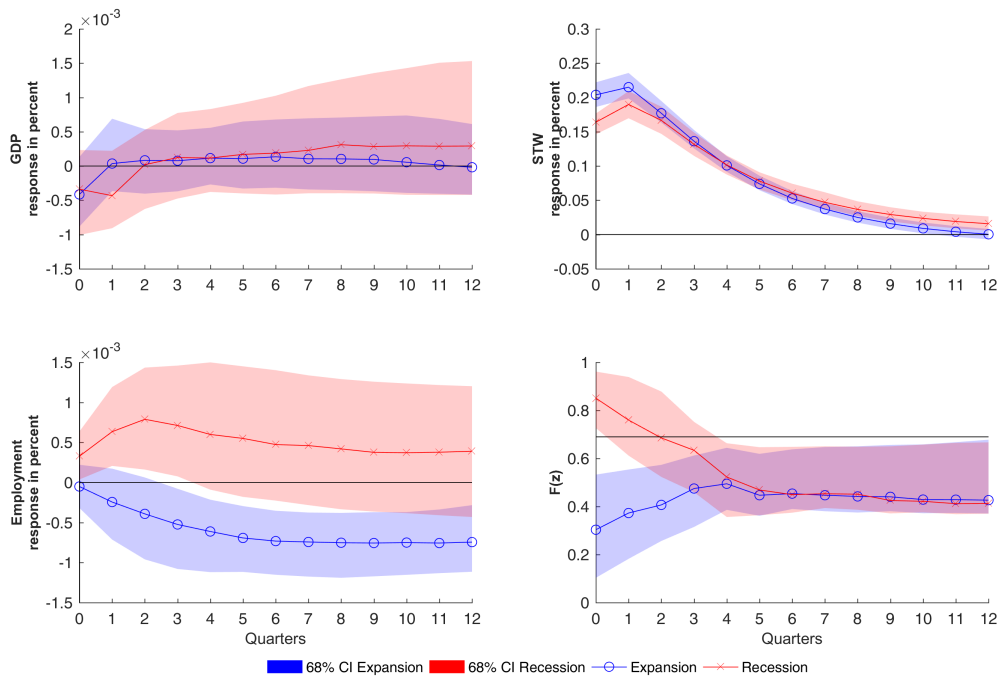 ×10⁻³
2
1.5
1
0.5
0
-0.5
-1
-1.5
GDP
response in percent
0 1 2 3 4 5 6 7 8 9 10 11 12
0.3
0.25
0.2
0.15
0.1
0.05
0
-0.05
STW
response in percent
0 1 2 3 4 5 6 7 8 9 10 11 12
×10⁻³
1.5
1
0.5
0
-0.5
-1
-1.5
Employment
response in percent
0 1 2 3 4 5 6 7 8 9 10 11 12
Quarters
1
0.8
0.6
0.4
0.2
0
F(z)
0 1 2 3 4 5 6 7 8 9 10 11 12
Quarters
68% CI Expansion 68% CI Recession Expansion Recession